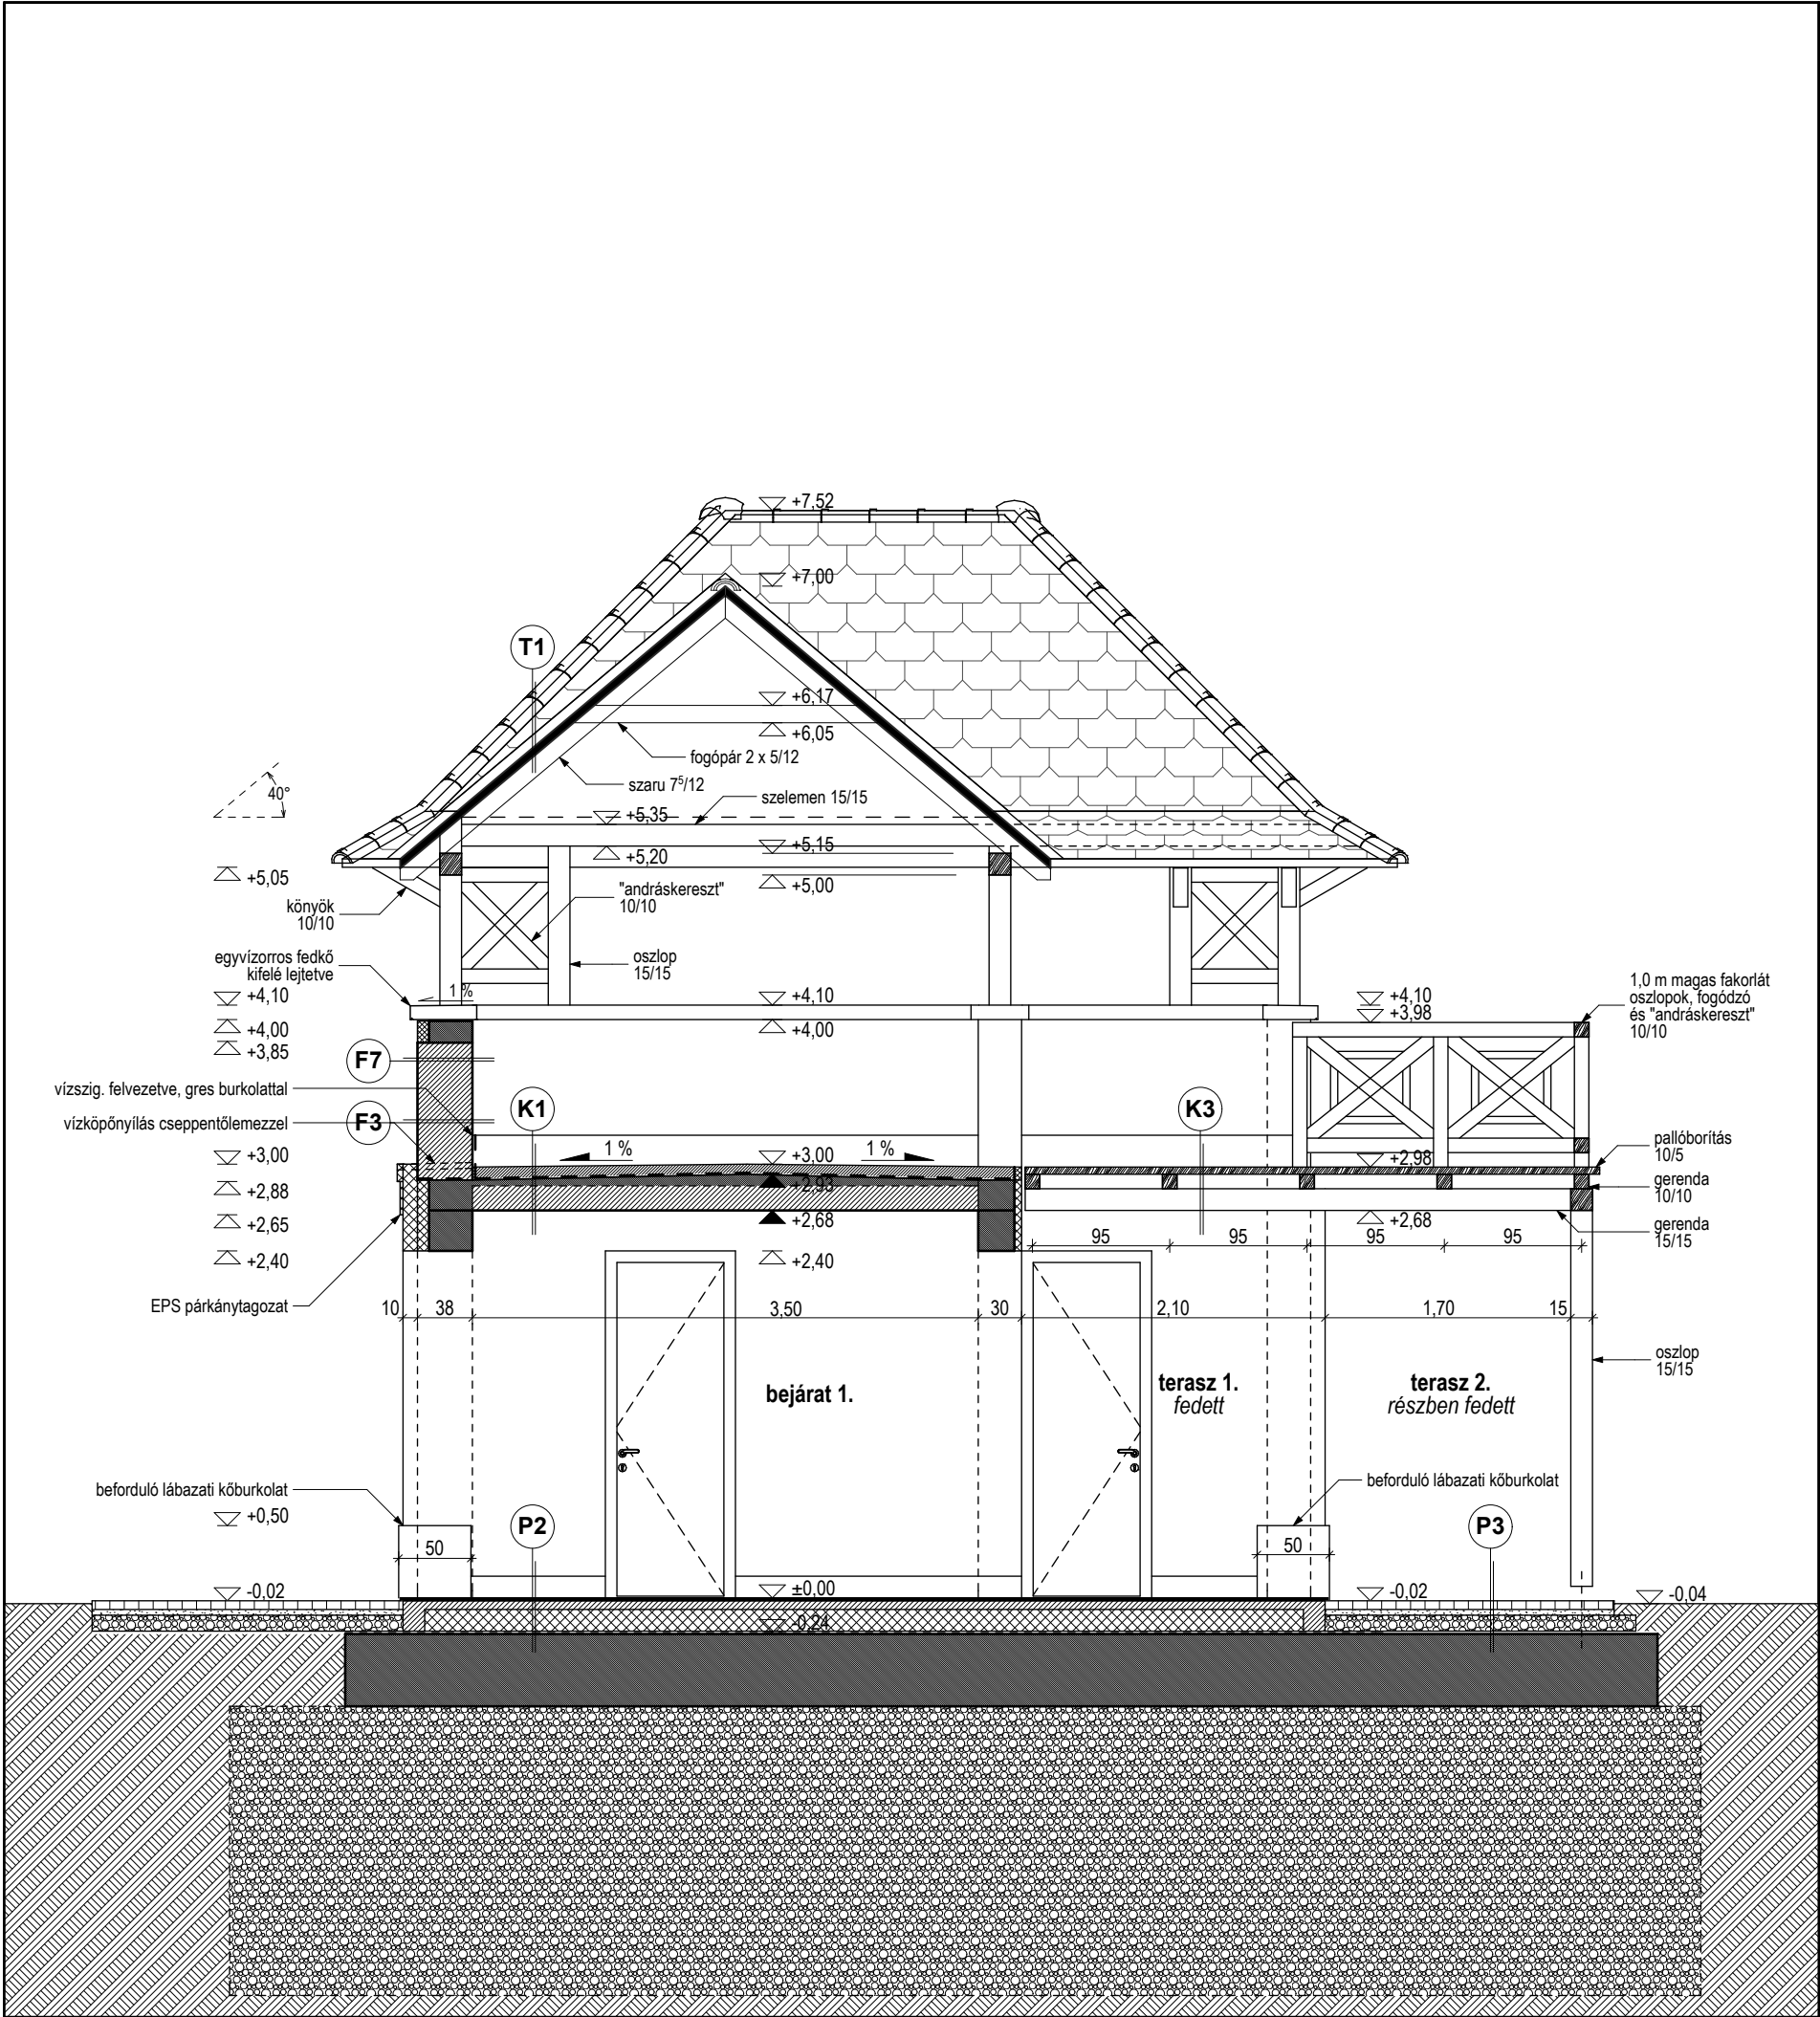 +7,52
+7,00
T1
+6,17
+6,05
fogópár 2 x 5/12
szaru 7⁵/12
40°
szelemen 15/15
+5,35
+5,15
+5,20
+5,05
+5,00
"andráskereszt"
10/10
könyök
10/10
egyvízorros fedkő
kifelé lejtetve
oszlop
15/15
1,0 m magas fakorlát
oszlopok, fogódzó
és "andráskereszt"
10/10
1 %
+4,10
+4,10
+4,10
+3,98
+4,00
+4,00
+3,85
F7
vízszig. felvezetve, gres burkolattal
K1
K3
vízköpőnyílás cseppentőlemezzel
F3
pallóborítás
10/5
1 %
1 %
+3,00
+3,00
+2,98
+2,88
+2,93
gerenda
10/10
+2,65
+2,68
+2,68
gerenda
15/15
95
95
95
95
+2,40
+2,40
EPS párkánytagozat
10
38
3,50
30
2,10
1,70
15
oszlop
15/15
bejárat 1.
terasz 1.
fedett
terasz 2.
részben fedett
beforduló lábazati kőburkolat
beforduló lábazati kőburkolat
+0,50
P2
P3
50
50
-0,02
±0,00
-0,02
-0,04
-0,24